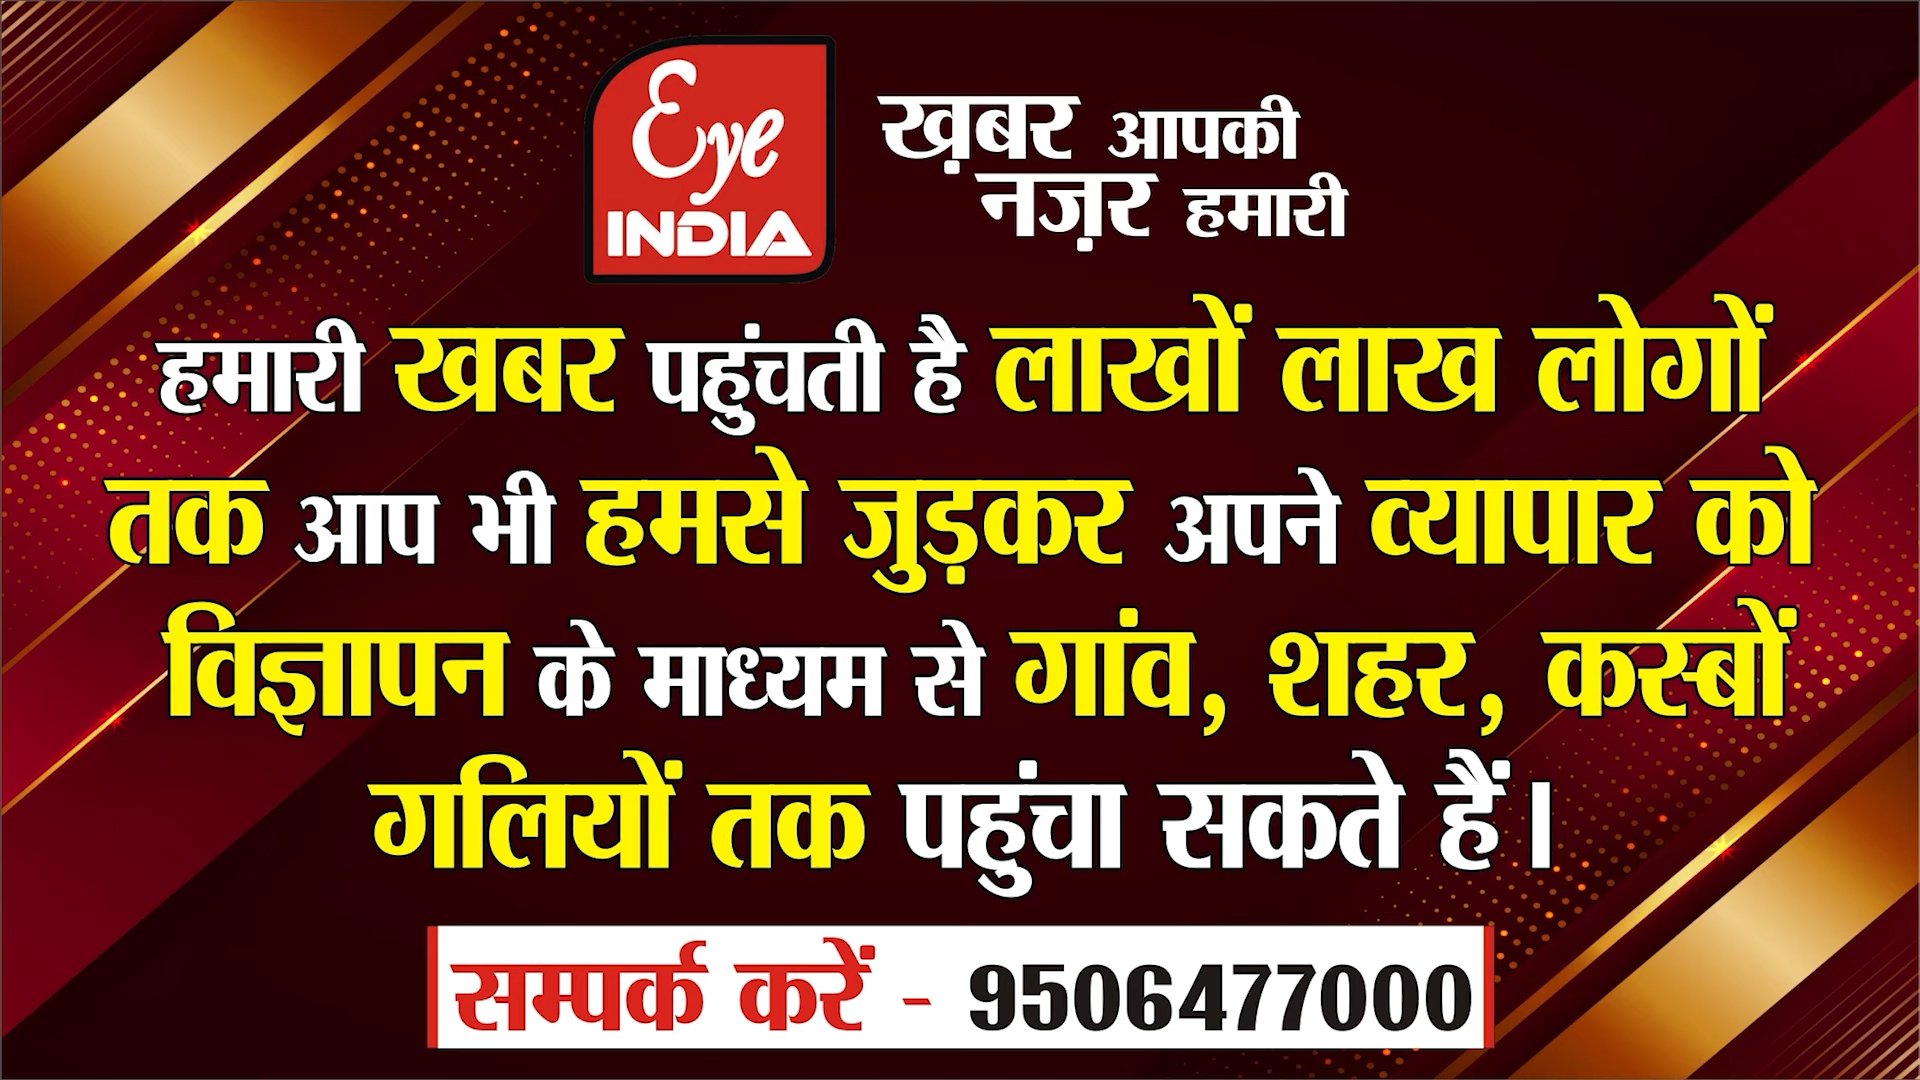 Eye
INDIA
ख़बर आपकी
नज़र हमारी
हमारी खबर पहुंचती है लाखों लाख लोगों
तक आप भी हमसे जुड़कर अपने व्यापार को
विज्ञापन के माध्यम से गांव, शहर, कस्बों
गलियों तक पहुंचा सकते हैं।
सम्पर्क करें - 9506477000